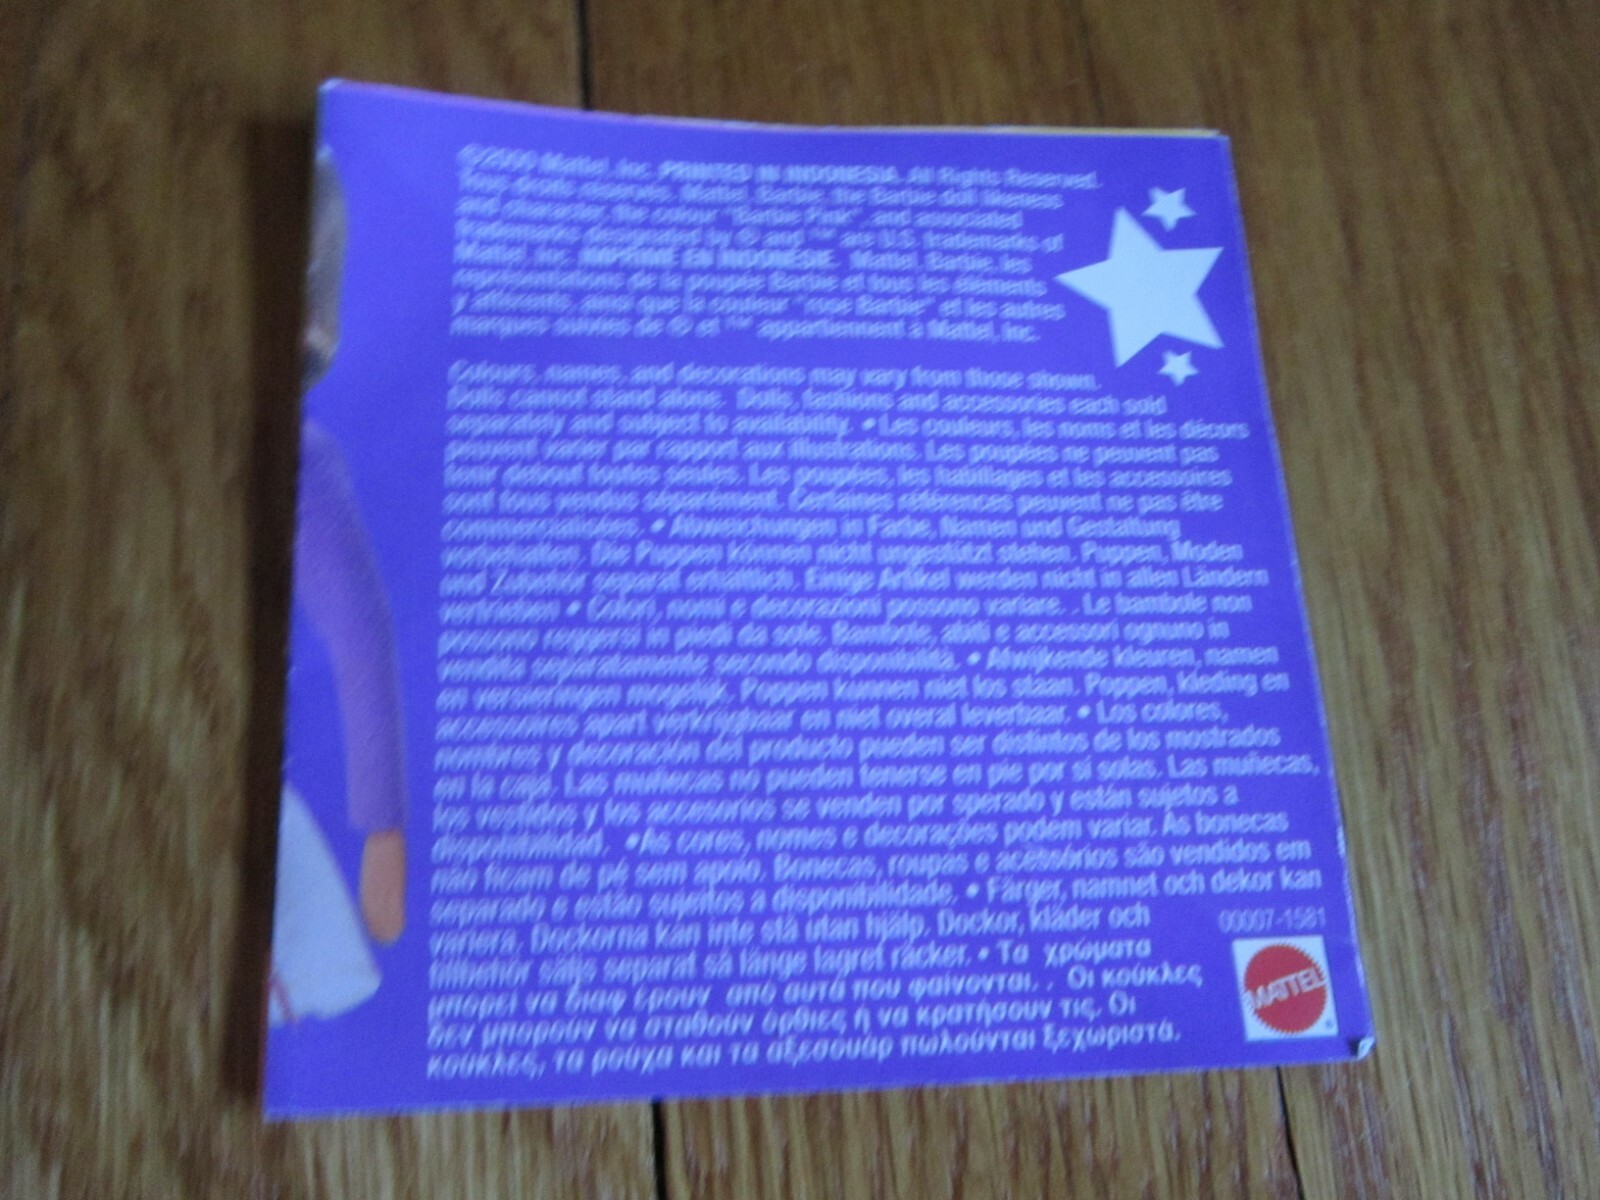 ©2000 Mattel, Inc. PRINTED IN INDONESIA. All Rights Reserved.
Tous droits réservés. Mattel, Barbie, the Barbie doll likeness
and character, the colour "Barbie Pink", and associated
trademarks designated by ® and ™ are U.S. trademarks of
Mattel, Inc. IMPRIMÉ EN INDONÉSIE. Mattel, Barbie, les
représentations de la poupée Barbie et tous les éléments
y afférents, ainsi que la couleur "rose Barbie" et les autres
marques suivies de ® et ™ appartiennent à Mattel, Inc.
Colours, names, and decorations may vary from those shown.
Dolls cannot stand alone. Dolls, fashions and accessories each sold
separately and subject to availability. • Les couleurs, les noms et les décors
peuvent varier par rapport aux illustrations. Les poupées ne peuvent pas
tenir debout toutes seules. Les poupées, les habillages et les accessoires
sont tous vendus séparément. Certaines références peuvent ne pas être
commercialisées. • Abweichungen in Farbe, Namen und Gestaltung
vorbehalten. Die Puppen können nicht ungestützt stehen. Puppen, Moden
und Zubehör separat erhältlich. Einige Artikel werden nicht in allen Ländern
vertrieben • Colori, nomi e decorazioni possono variare. . Le bambole non
possono reggersi in piedi da sole. Bambole, abiti e accessori ognuno in
vendita separatamente secondo disponibilità. • Afwijkende kleuren, namen
en versieringen mogelijk. Poppen kunnen niet los staan. Poppen, kleding en
accessoires apart verkrijgbaar en niet overal leverbaar. • Los colores,
nombres y decoración del producto pueden ser distintos de los mostrados
en la caja. Las muñecas no pueden tenerse en pie por sí solas. Las muñecas,
los vestidos y los accesorios se venden por sperado y están sujetos a
disponibilidad. •As cores, nomes e decorações podem variar. As bonecas
não ficam de pé sem apoio. Bonecas, roupas e acessórios são vendidos em
separado e estão sujeitos a disponibilidade. • Färger, namnet och dekor kan
variera. Dockorna kan inte stå utan hjälp. Dockor, kläder och
tillbehör säljs separat så länge lagret räcker. • Τα χρώματα
μπορεί να διαφ έρουν από αυτά που φαίνονται. . Οι κούκλες
δεν μπορούν να σταθούν όρθιες ή να κρατήσουν τις. Οι
κούκλες, τα ρούχα και τα αξεσουάρ πωλούνται ξεχωριστά.
00007-1581
MATTEL